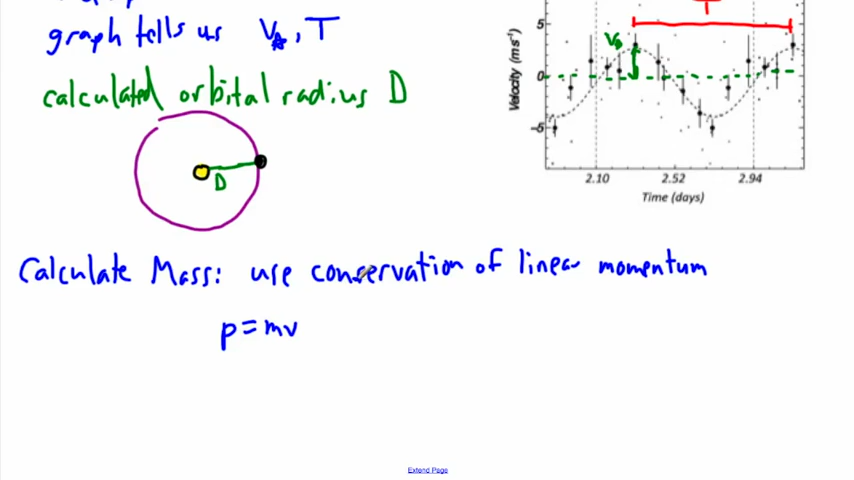 graph tells us V*, T
calculated orbital radius D
D
T
V*
Velocity (ms⁻¹)
5
0
-5
2.10 2.52 2.94
Time (days)
Calculate Mass: use conservation of linear momentum
p = mv
Extend Page